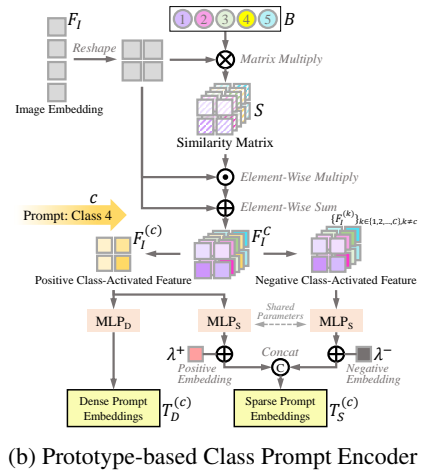 F_I
1 2 3 4 5 B
Reshape
Matrix Multiply
Image Embedding
S
Similarity Matrix
Element-Wise Multiply
Element-Wise Sum
c
Prompt: Class 4
F_I^{(c)}
F_I^C
{F_I^{(k)}}_{k∈{1,2,...,C},k≠c}
Positive Class-Activated Feature
Negative Class-Activated Feature
MLP_D
MLP_S
Shared
Parameters
MLP_S
λ^+
Positive
Embedding
Concat
C
Negative
Embedding
λ^-
Dense Prompt
Embeddings
T_D^{(c)}
Sparse Prompt
Embeddings
T_S^{(c)}
(b) Prototype-based Class Prompt Encoder